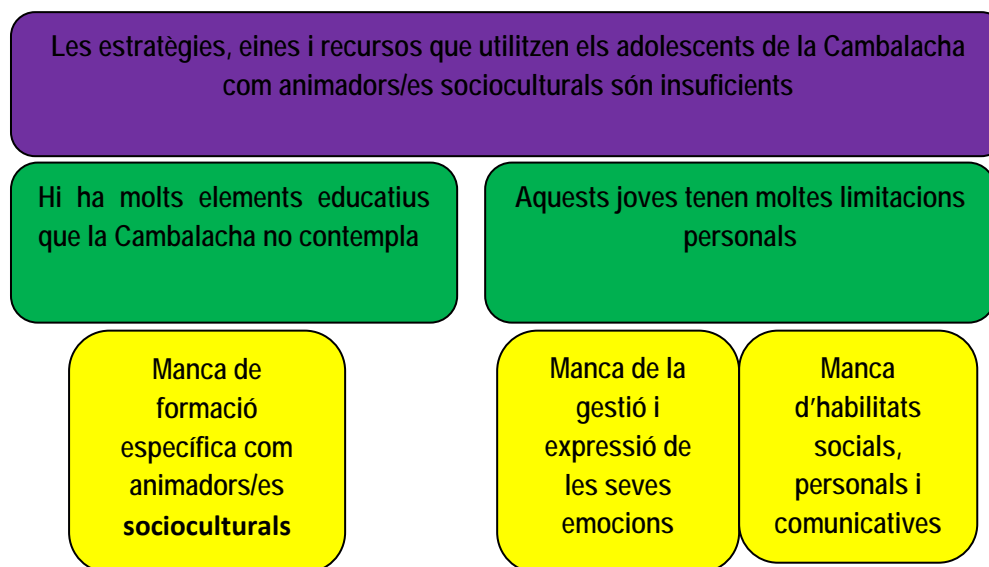 Les estratègies, eines i recursos que utilitzen els adolescents de la Cambalacha
com animadors/es socioculturals són insuficients
Hi ha molts elements educatius
que la Cambalacha no contempla
Aquests joves tenen moltes limitacions
personals
Manca de
formació
específica com
animadors/es
socioculturals
Manca de la
gestió i
expressió de
les seves
emocions
Manca
d’habilitats
socials,
personals i
comunicatives